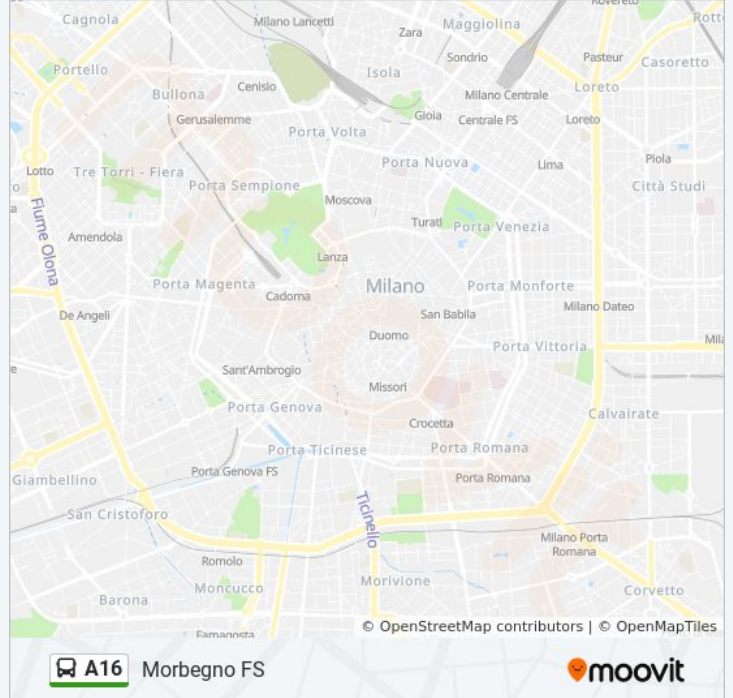 Rovereto
Cagnola
Milano Lancetti
Maggiolina
Rott
Zara
Portello
Isola
Sondrio
Pasteur
Casoretto
Bullona
Cenisio
Milano Centrale
Loreto
Gerusalemme
Porta Volta
Gioia
Centrale FS
Loreto
Lotto
Tre Torri - Fiera
Porta Nuova
Lima
Piola
Porta Sempione
Città Studi
o
Moscova
a
Fiume Olona
Amendola
Turati
Porta Venezia
Lanza
Porta Magenta
Cadorna
Milano
Porta Monforte
De Angeli
San Babila
Milano Dateo
Duomo
Porta Vittoria
Mila
e
Sant'Ambrogio
Missori
Porta Genova
Crocetta
Calvairate
Porta Ticinese
Porta Romana
Giambellino
Porta Genova FS
Porta Romana
San Cristoforo
Ticinello
Milano Porta
Romana
Romolo
Moncucco
Morivione
Corvetto
Barona
Famagosta
© OpenStreetMap contributors | © OpenMapTiles
A16 Morbegno FS
moovit